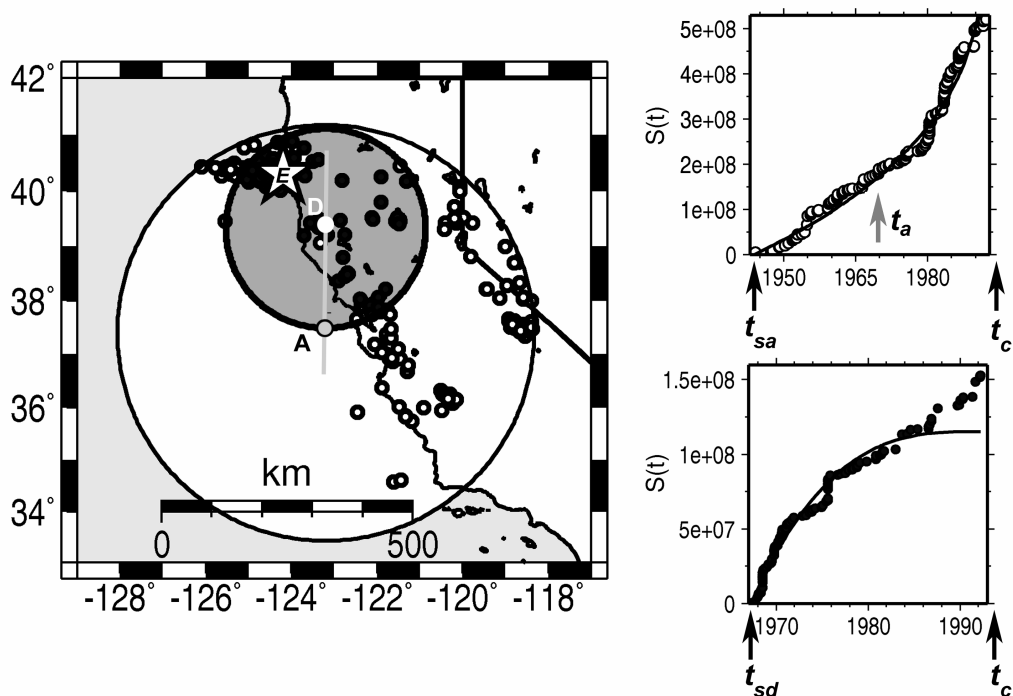 42°
40°
38°
36°
34°
E
D
A
km
0
500
-128° -126° -124° -122° -120° -118°
S(t)
5e+08
4e+08
3e+08
2e+08
1e+08
0
t_a
1950
1965
1980
t_sa
t_c
S(t)
1.5e+08
1e+08
5e+07
0
1970
1980
1990
t_sd
t_c